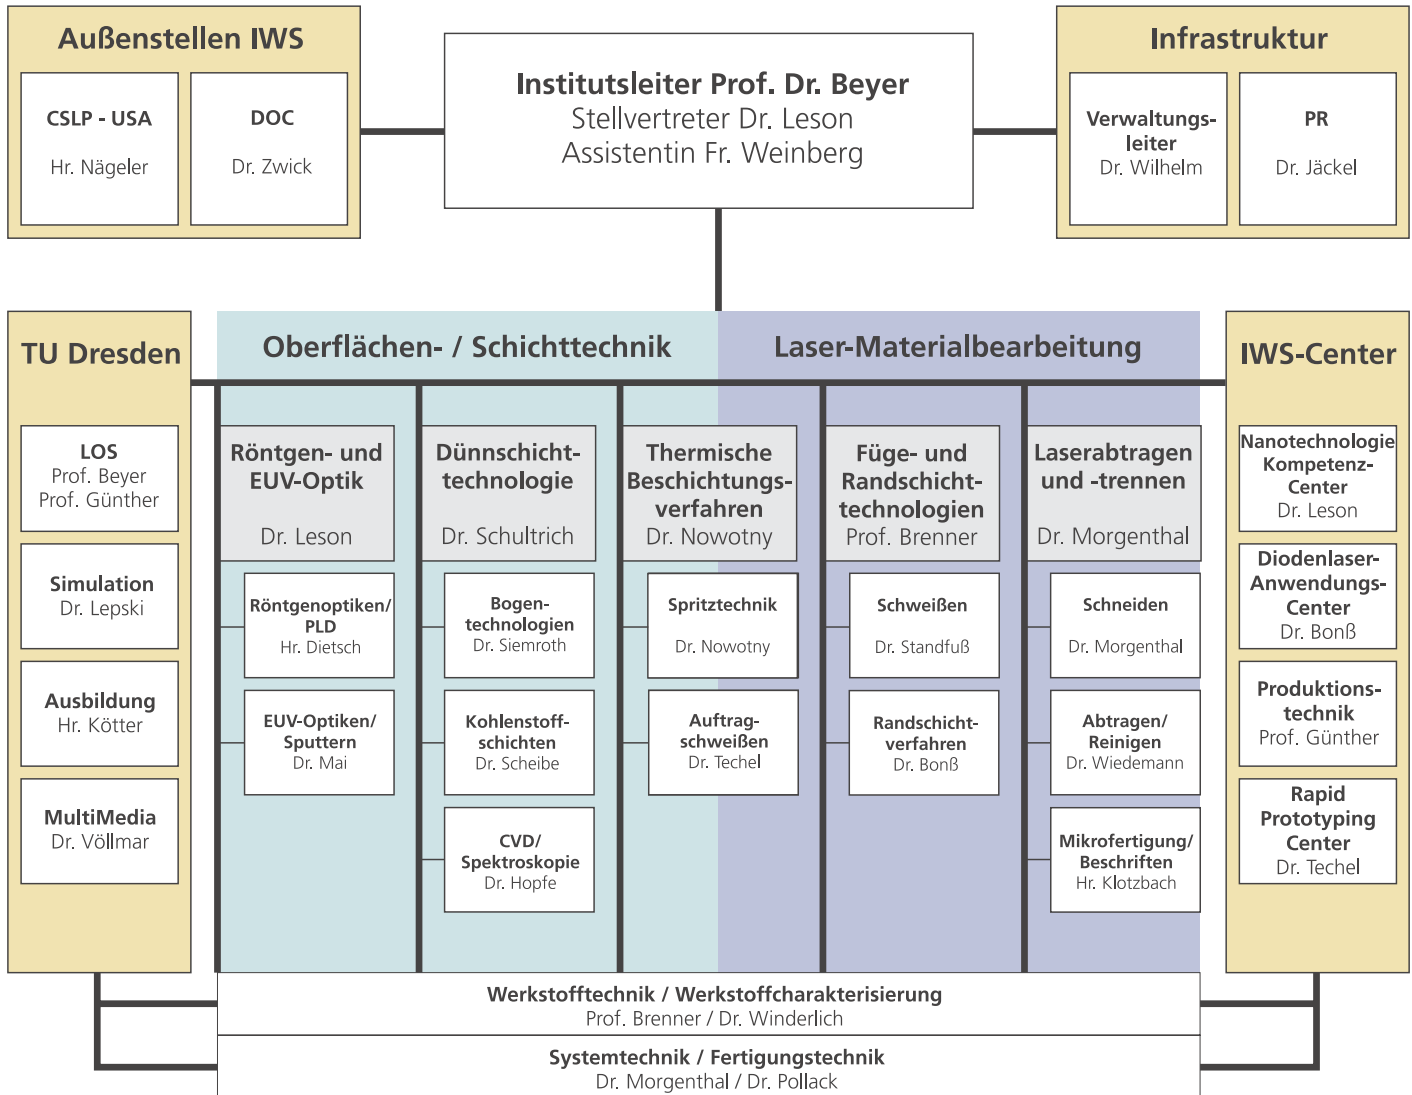 Außenstellen IWS
CSLP - USA
Hr. Nägeler
DOC
Dr. Zwick
Institutsleiter Prof. Dr. Beyer
Stellvertreter Dr. Leson
Assistentin Fr. Weinberg
Infrastruktur
Verwaltungs-
leiter
Dr. Wilhelm
PR
Dr. Jäckel
TU Dresden
LOS
Prof. Beyer
Prof. Günther
Simulation
Dr. Lepski
Ausbildung
Hr. Kötter
MultiMedia
Dr. Völlmar
Oberflächen- / Schichttechnik
Laser-Materialbearbeitung
Röntgen- und
EUV-Optik
Dr. Leson
Röntgenoptiken/
PLD
Hr. Dietsch
EUV-Optiken/
Sputtern
Dr. Mai
Dünnschicht-
technologie
Dr. Schultrich
Bogen-
technologien
Dr. Siemroth
Kohlenstoff-
schichten
Dr. Scheibe
CVD/
Spektroskopie
Dr. Hopfe
Thermische
Beschichtungs-
verfahren
Dr. Nowotny
Spritztechnik
Dr. Nowotny
Auftrag-
schweißen
Dr. Techel
Füge- und
Randschicht-
technologien
Prof. Brenner
Schweißen
Dr. Standfuß
Randschicht-
verfahren
Dr. Bonß
Laserabtragen
und -trennen
Dr. Morgenthal
Schneiden
Dr. Morgenthal
Abtragen/
Reinigen
Dr. Wiedemann
Mikrofertigung/
Beschriften
Hr. Klotzbach
IWS-Center
Nanotechnologie
Kompetenz-
Center
Dr. Leson
Diodenlaser-
Anwendungs-
Center
Dr. Bonß
Produktions-
technik
Prof. Günther
Rapid
Prototyping
Center
Dr. Techel
Werkstofftechnik / Werkstoffcharakterisierung
Prof. Brenner / Dr. Winderlich
Systemtechnik / Fertigungstechnik
Dr. Morgenthal / Dr. Pollack